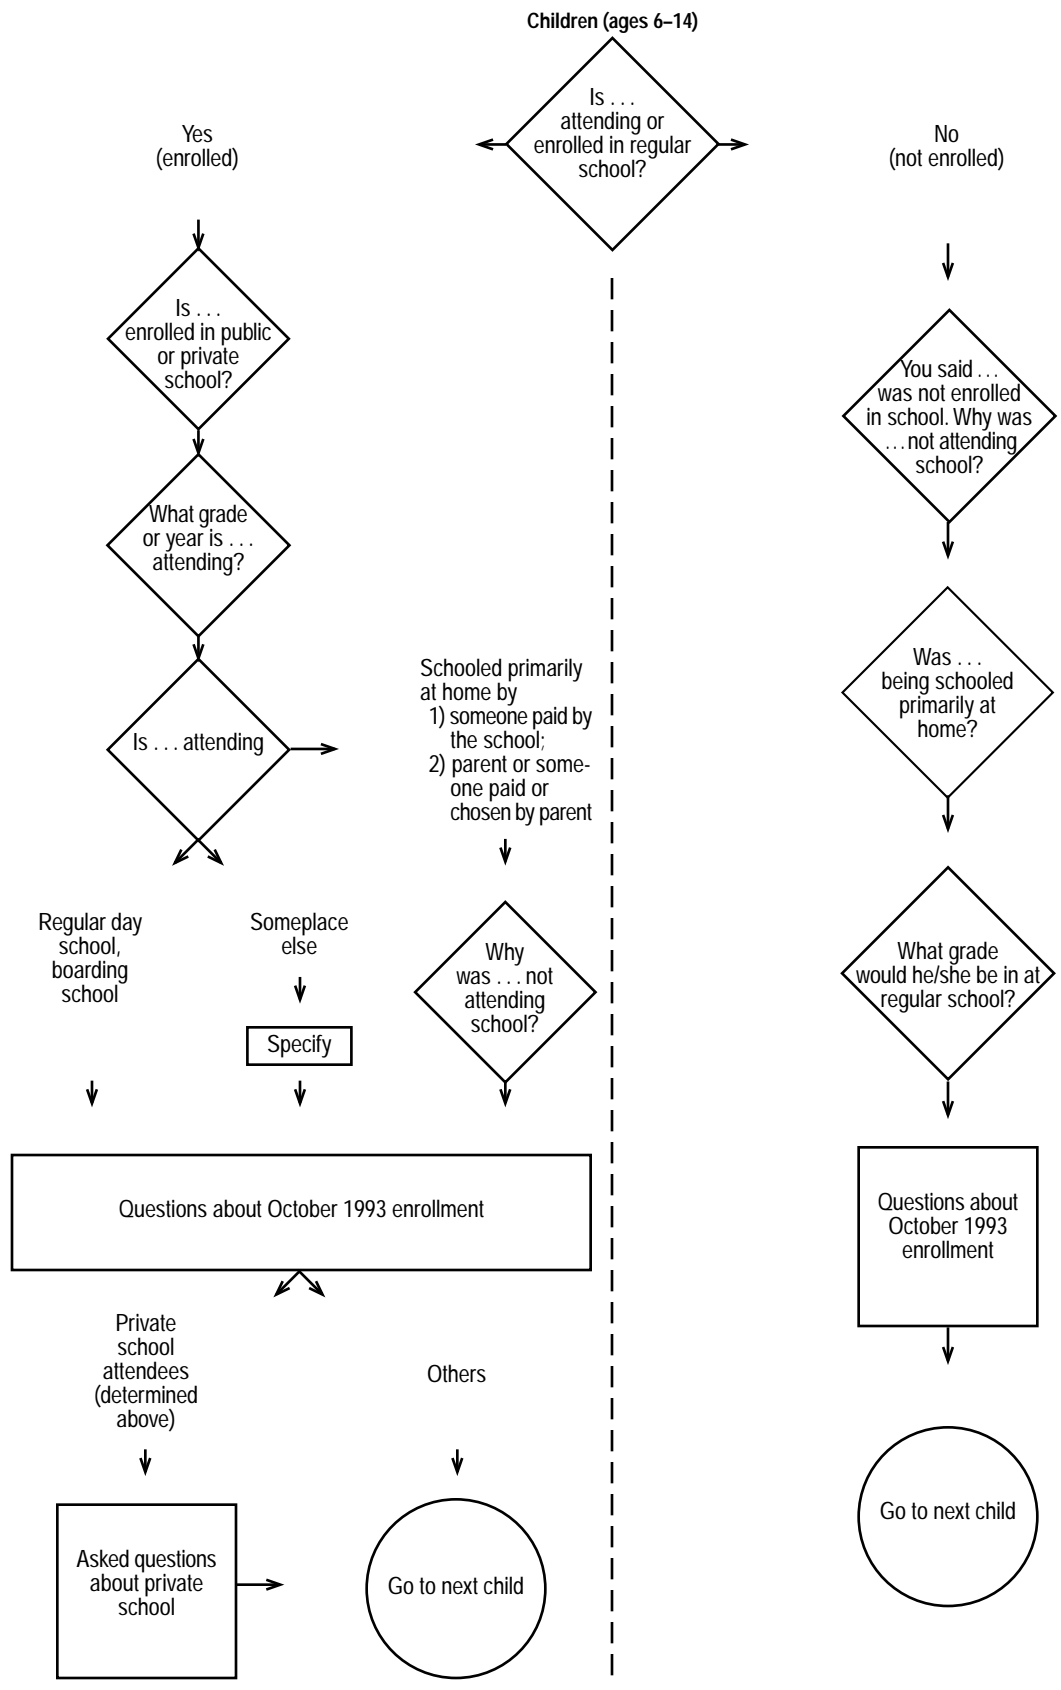 Children (ages 6–14)
Is . . .
attending or
enrolled in regular
school?
Yes
(enrolled)
No
(not enrolled)
Is . . .
enrolled in public
or private
school?
You said . . .
was not enrolled
in school. Why was
. . . not attending
school?
What grade
or year is . . .
attending?
Was . . .
being schooled
primarily at
home?
Is . . . attending
Schooled primarily
at home by
1) someone paid by
the school;
2) parent or some-
one paid or
chosen by parent
Regular day
school,
boarding
school
Someplace
else
Specify
Why
was . . . not
attending
school?
What grade
would he/she be in at
regular school?
Questions about October 1993 enrollment
Questions about
October 1993
enrollment
Private
school
attendees
(determined
above)
Others
Asked questions
about private
school
Go to next child
Go to next child